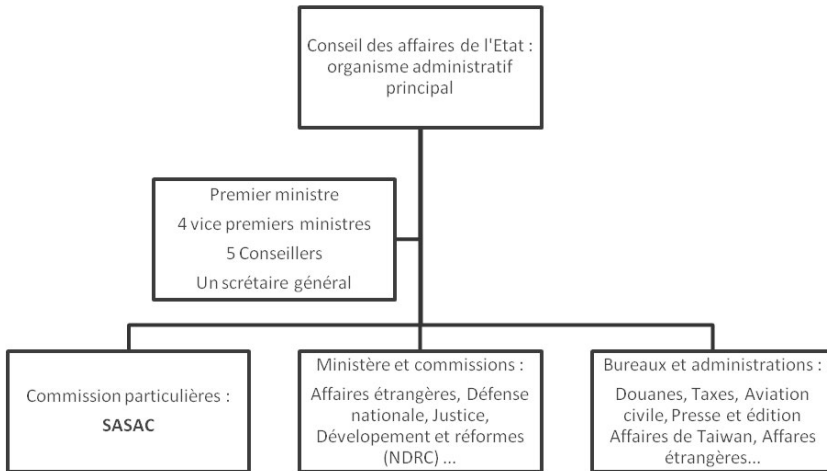 Conseil des affaires de l'Etat :
organisme administratif
principal
Premier ministre
4 vice premiers ministres
5 Conseillers
Un scrétaire général
Commission particulières :
SASAC
Ministère et commissions :
Affaires étrangères, Défense
nationale, Justice,
Dévelopement et réformes
(NDRC) ...
Bureaux et administrations :
Douanes, Taxes, Aviation
civile, Presse et édition
Affaires de Taiwan, Affares
étrangères...